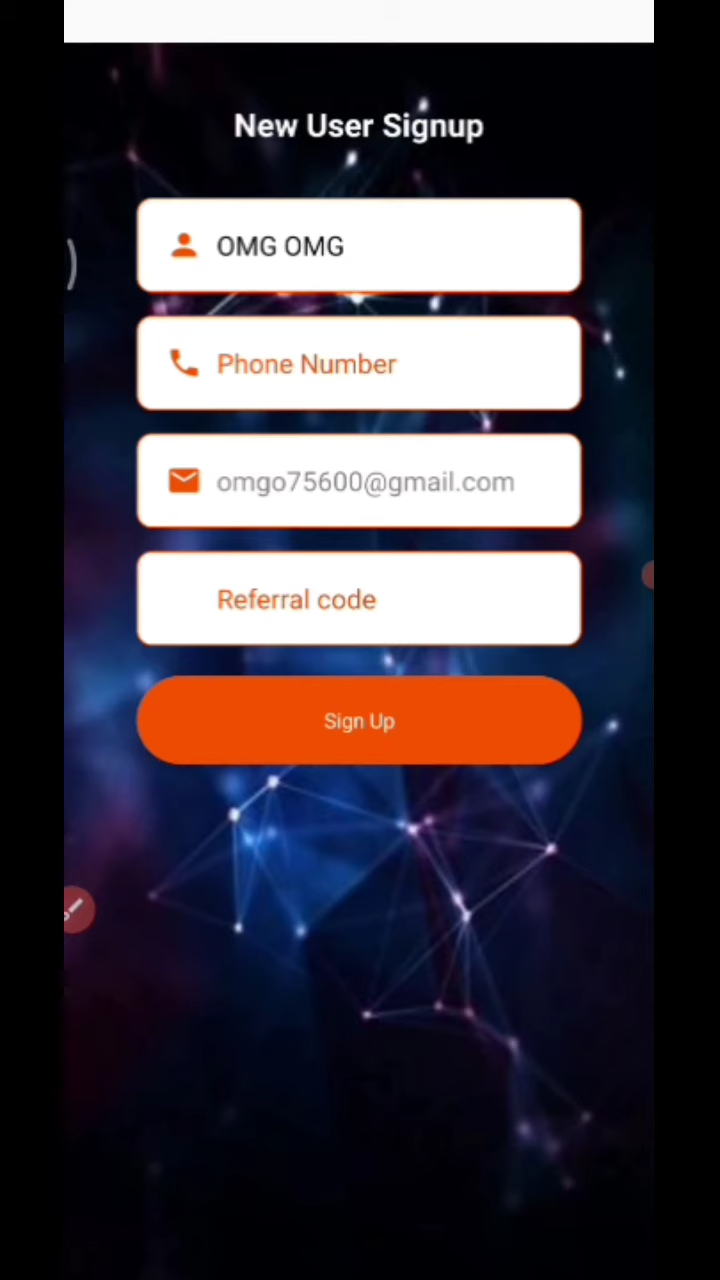 New User Signup
OMG OMG
Phone Number
omgo75600@gmail.com
Referral code
Sign Up